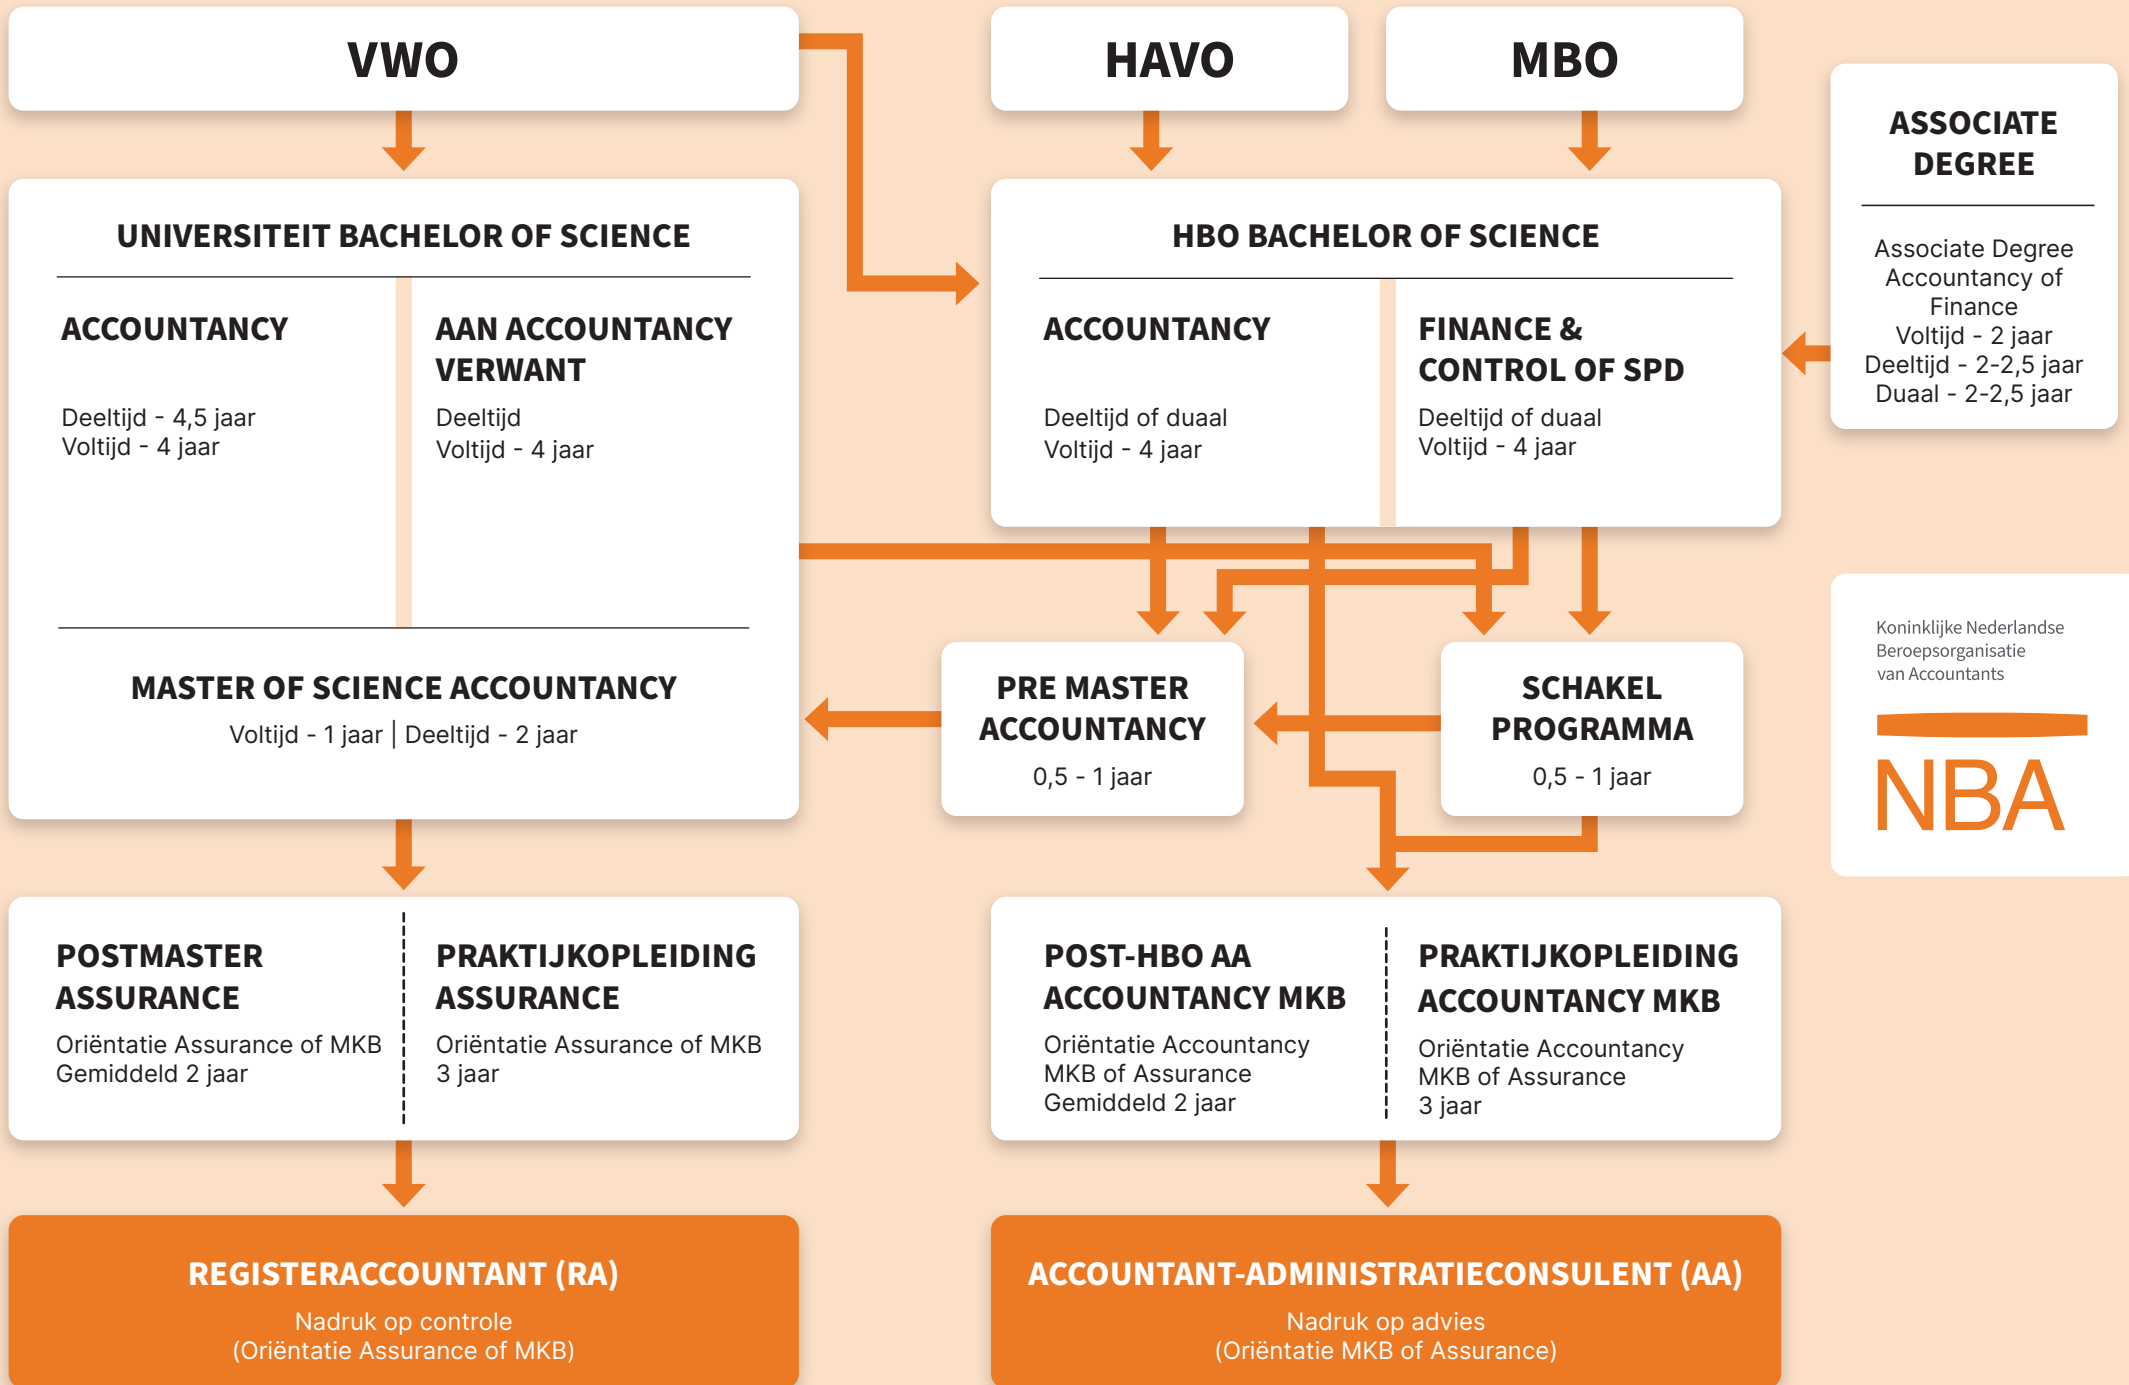 VWO
HAVO
MBO
ASSOCIATE
DEGREE
Associate Degree
Accountancy of
Finance
Voltijd - 2 jaar
Deeltijd - 2-2,5 jaar
Duaal - 2-2,5 jaar
UNIVERSITEIT BACHELOR OF SCIENCE
ACCOUNTANCY
Deeltijd - 4,5 jaar
Voltijd - 4 jaar
AAN ACCOUNTANCY
VERWANT
Deeltijd
Voltijd - 4 jaar
MASTER OF SCIENCE ACCOUNTANCY
Voltijd - 1 jaar | Deeltijd - 2 jaar
HBO BACHELOR OF SCIENCE
ACCOUNTANCY
Deeltijd of duaal
Voltijd - 4 jaar
FINANCE &
CONTROL OF SPD
Deeltijd of duaal
Voltijd - 4 jaar
PRE MASTER
ACCOUNTANCY
0,5 - 1 jaar
SCHAKEL
PROGRAMMA
0,5 - 1 jaar
Koninklijke Nederlandse
Beroepsorganisatie
van Accountants
NBA
POSTMASTER
ASSURANCE
Oriëntatie Assurance of MKB
Gemiddeld 2 jaar
PRAKTIJKOPLEIDING
ASSURANCE
Oriëntatie Assurance of MKB
3 jaar
POST-HBO AA
ACCOUNTANCY MKB
Oriëntatie Accountancy
MKB of Assurance
Gemiddeld 2 jaar
PRAKTIJKOPLEIDING
ACCOUNTANCY MKB
Oriëntatie Accountancy
MKB of Assurance
3 jaar
REGISTERACCOUNTANT (RA)
Nadruk op controle
(Oriëntatie Assurance of MKB)
ACCOUNTANT-ADMINISTRATIECONSULENT (AA)
Nadruk op advies
(Oriëntatie MKB of Assurance)